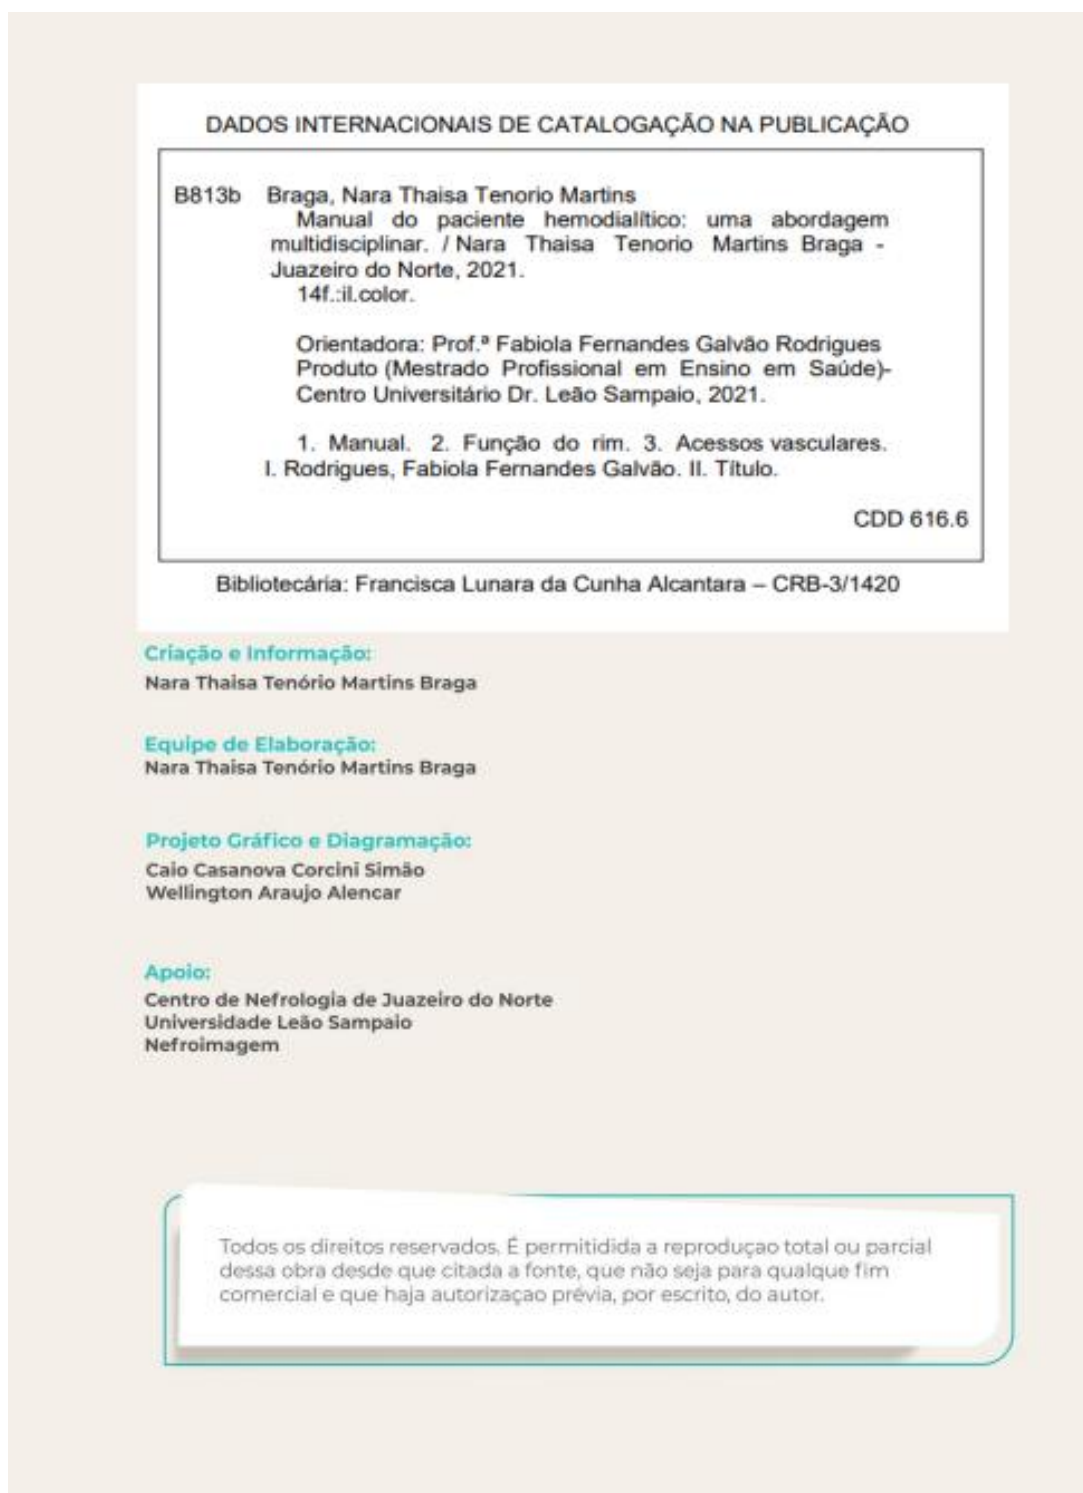 DADOS INTERNACIONAIS DE CATALOGAÇÃO NA PUBLICAÇÃO
B813b Braga, Nara Thaisa Tenorio Martins
Manual do paciente hemodialítico: uma abordagem
multidisciplinar. / Nara Thaisa Tenorio Martins Braga -
Juazeiro do Norte, 2021.
14f.:il.color.
Orientadora: Prof.ª Fabiola Fernandes Galvão Rodrigues
Produto (Mestrado Profissional em Ensino em Saúde)-
Centro Universitário Dr. Leão Sampaio, 2021.
1. Manual. 2. Função do rim. 3. Acessos vasculares.
I. Rodrigues, Fabiola Fernandes Galvão. II. Título.
CDD 616.6
Bibliotecária: Francisca Lunara da Cunha Alcantara – CRB-3/1420
Criação e Informação:
Nara Thaisa Tenório Martins Braga
Equipe de Elaboração:
Nara Thaisa Tenório Martins Braga
Projeto Gráfico e Diagramação:
Caio Casanova Corcini Simão
Wellington Araujo Alencar
Apoio:
Centro de Nefrologia de Juazeiro do Norte
Universidade Leão Sampaio
Nefroimagem
Todos os direitos reservados. É permitidida a reproduçao total ou parcial
dessa obra desde que citada a fonte, que não seja para qualque fim
comercial e que haja autorizaçao prévia, por escrito, do autor.